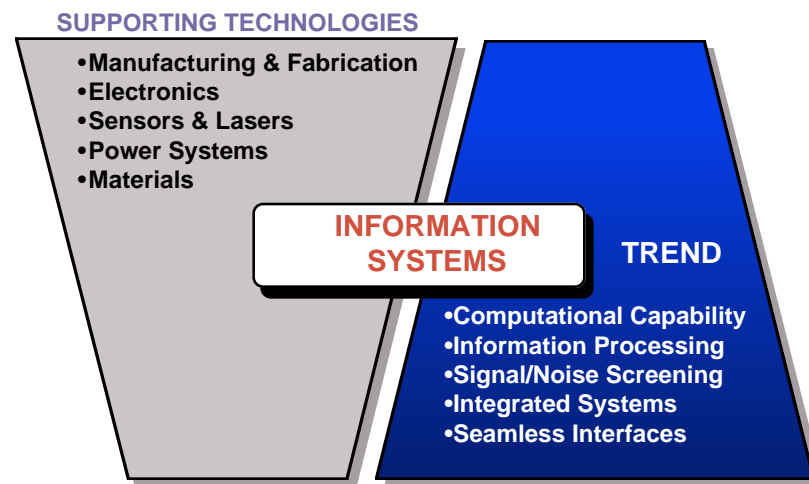 SUPPORTING TECHNOLOGIES
•Manufacturing & Fabrication
•Electronics
•Sensors & Lasers
•Power Systems
•Materials
INFORMATION
SYSTEMS
TREND
•Computational Capability
•Information Processing
•Signal/Noise Screening
•Integrated Systems
•Seamless Interfaces